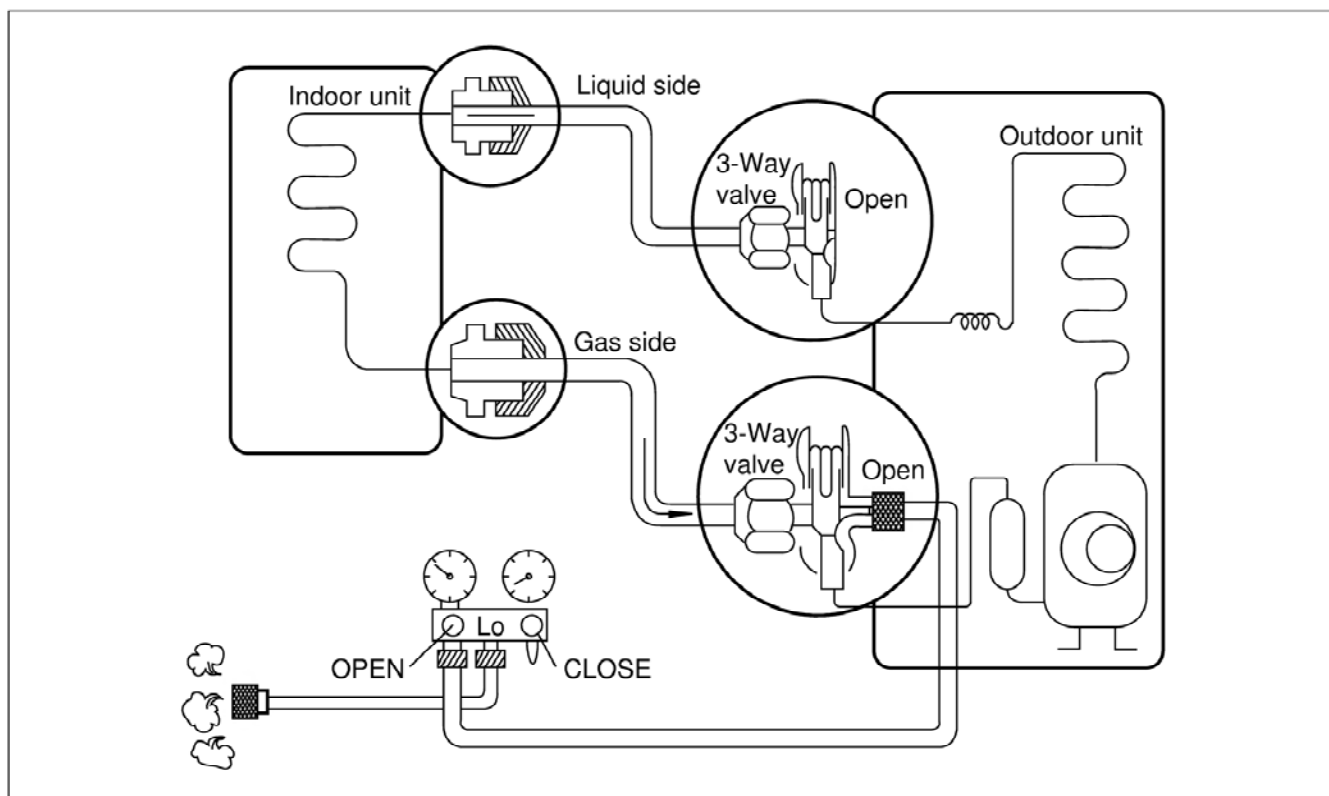 Indoor unit
Liquid side
Outdoor unit
3-Way
valve
Open
Gas side
3-Way
valve
Open
Lo
OPEN
CLOSE